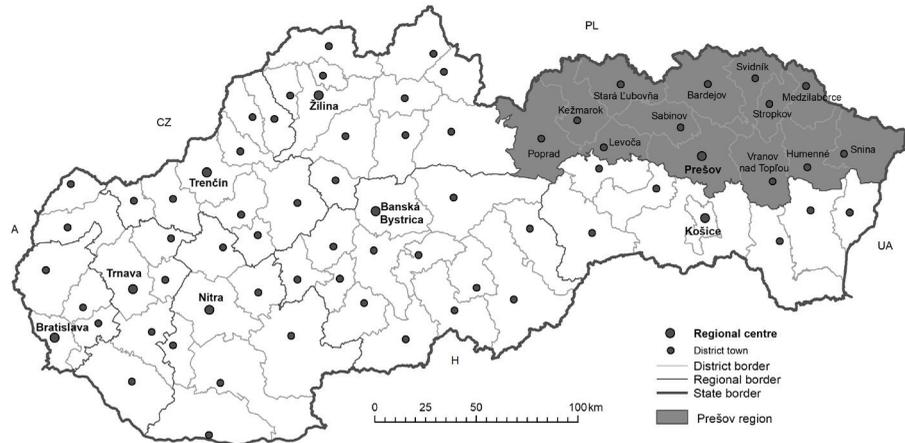 PL
Svidník
Stará Ľubovňa
Bardejov
Medzilaborce
Žilina
Kežmarok
Sabinov
Stropkov
CZ
Poprad
Levoča
Prešov
Vranov
nad Topľou
Humenné
Snina
Trenčín
Banská
Bystrica
Košice
A
UA
Trnava
Nitra
Bratislava
H
Regional centre
District town
District border
Regional border
State border
Prešov region
0 25 50 100 km